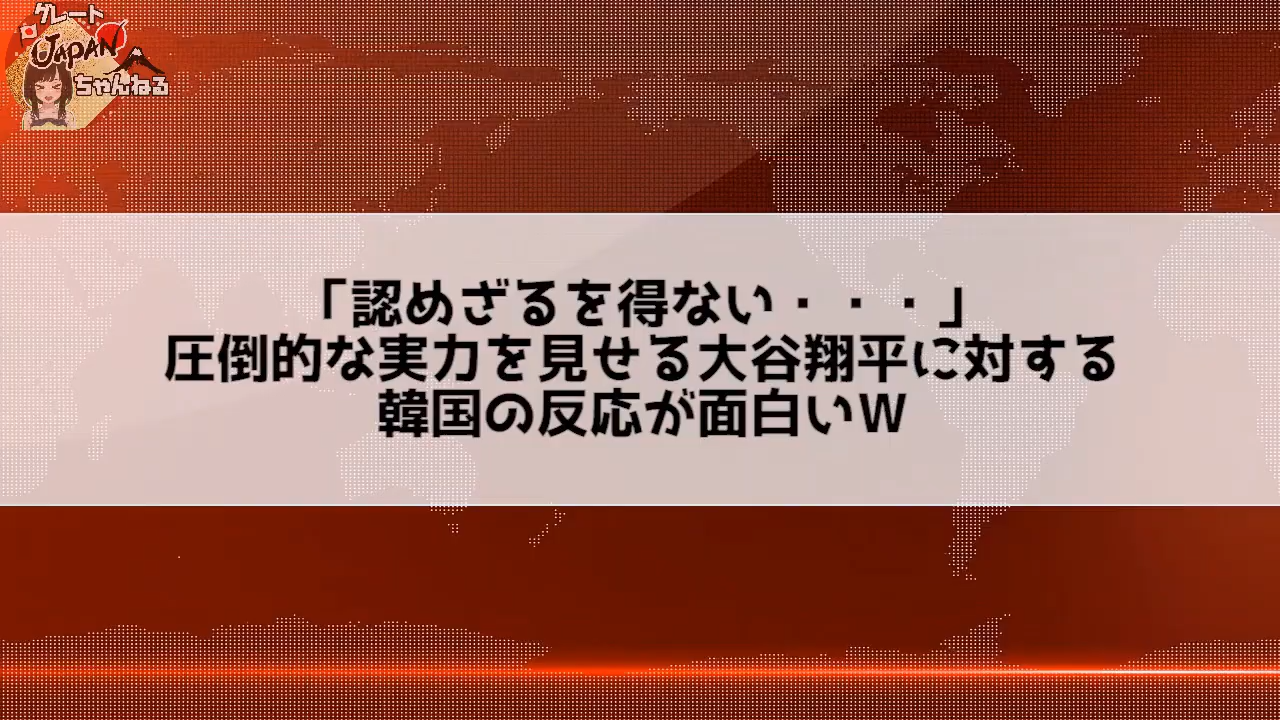 グレート
JAPAN
ちゃんねる
「認めざるを得ない・・・」
圧倒的な実力を見せる大谷翔平に対する
韓国の反応が面白いW